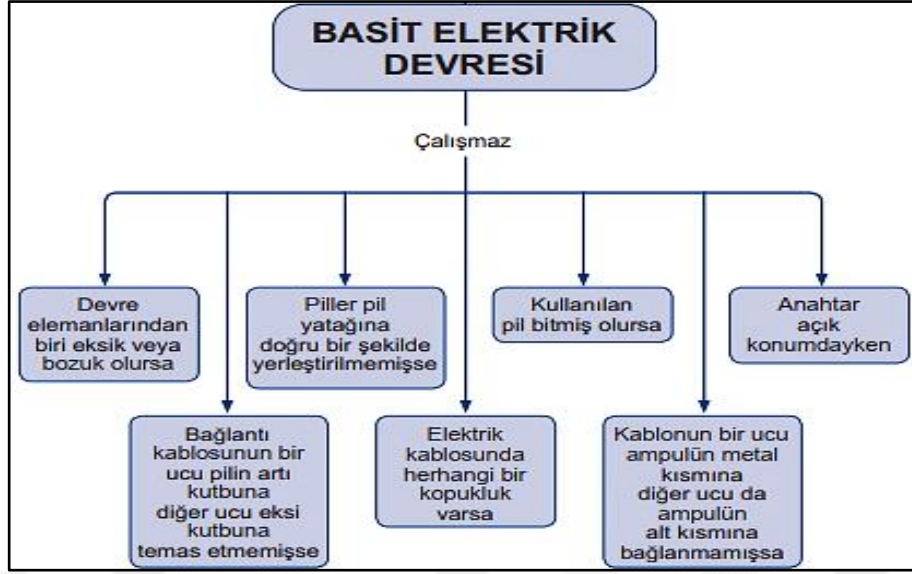 BASİT ELEKTRİK
DEVRESİ
Çalışmaz
Devre
elemanlarından
biri eksik veya
bozuk olursa
Piller pil
yatağına
doğru bir şekilde
yerleştirilmemişse
Kullanılan
pil bitmiş olursa
Anahtar
açık
konumdayken
Bağlantı
kablosunun bir
ucu pilin artı
kutbuna
diğer ucu eksi
kutbuna
temas etmemişse
Elektrik
kablosunda
herhangi bir
kopukluk
varsa
Kablonun bir ucu
ampulün metal
kısmına
diğer ucu da
ampulün
alt kısmına
bağlanmamışsa